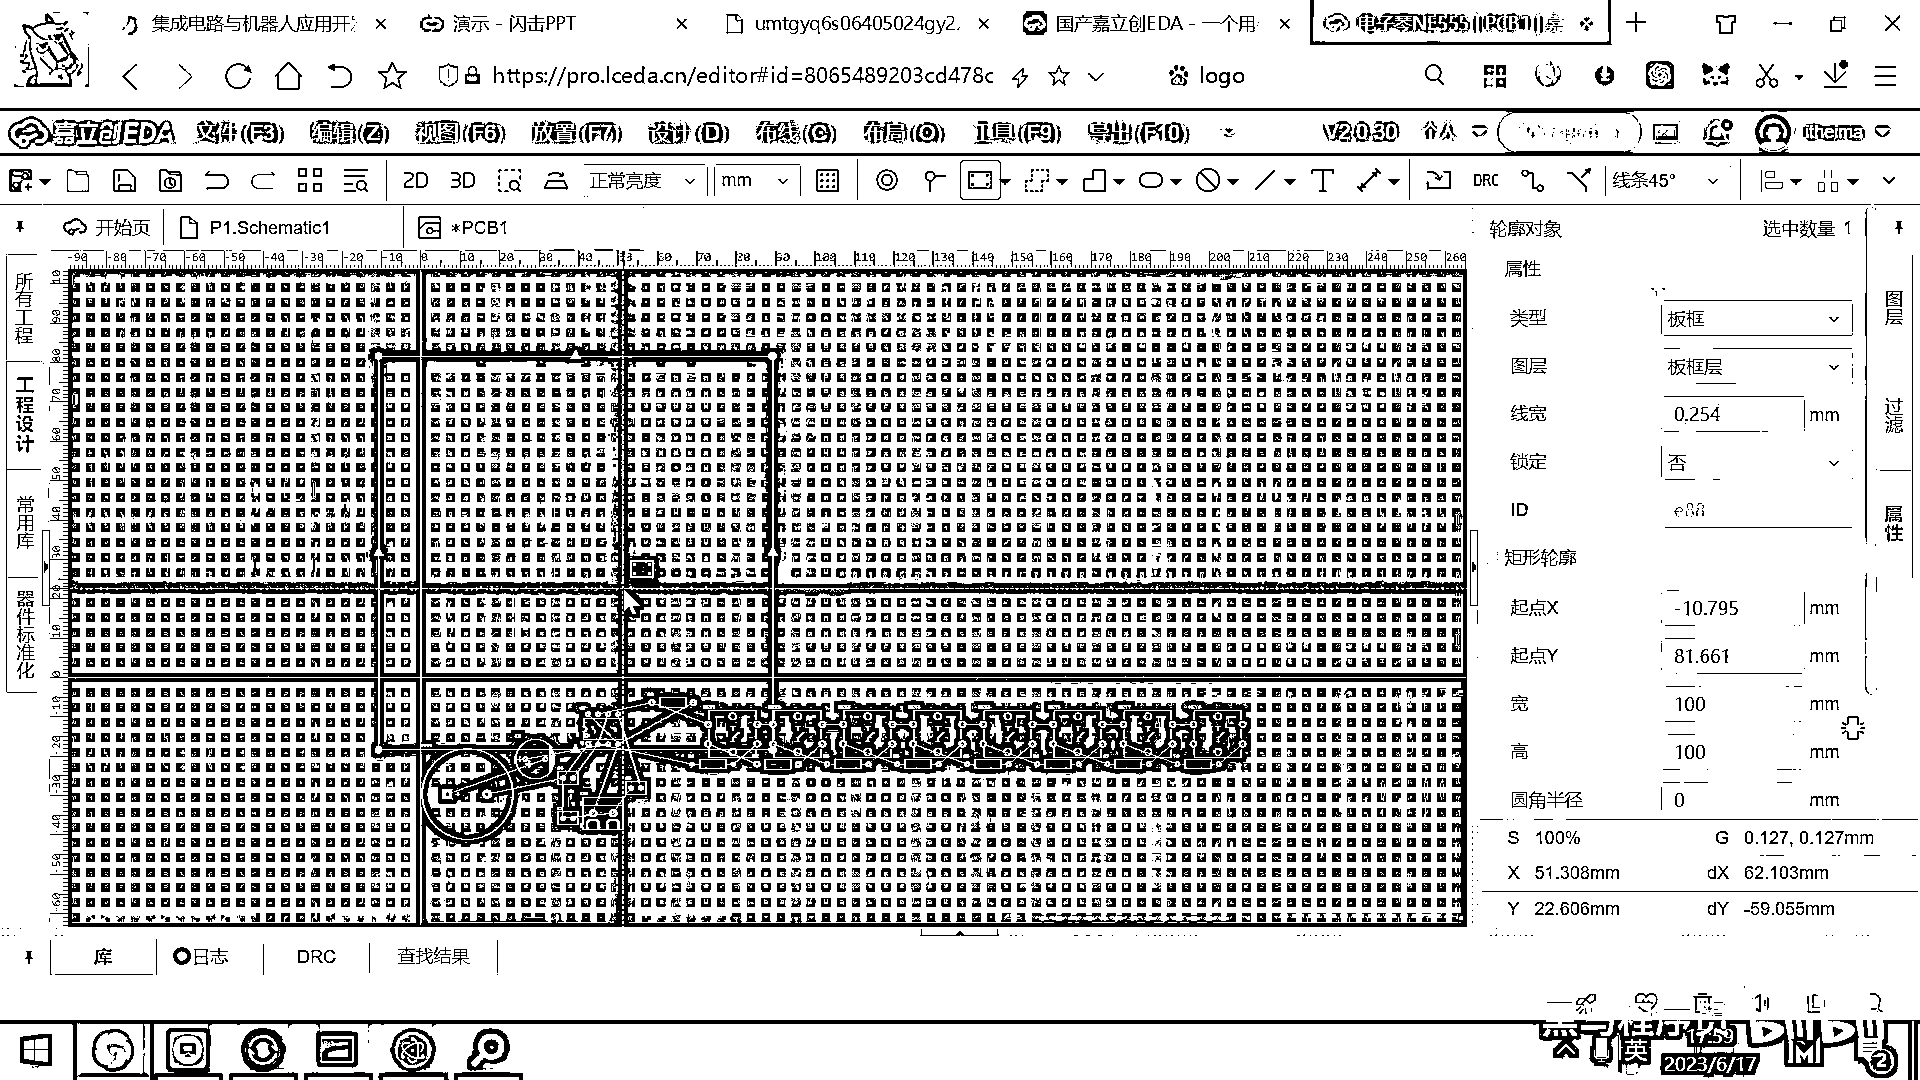 集成电路与机器人应用开发
演示 - 闪击PPT
umtgyq6s06405024gy2.
国产嘉立创EDA - 一个用
电子琴NE555 | PCB1 | 嘉
https://pro.lceda.cn/editor#id=8065489203cd478c
logo
嘉立创EDA 文件(F3) 编辑(Z) 视图(F6) 放置(F7) 设计(D) 布线(C) 布局(O) 工具(F9) 导出(F10) V2.0.30 itheima
2D 3D 正常亮度 mm T DRC 线条45°
开始页 P1.Schematic1 *PCB1
轮廓对象 选中数量 1
-90 -80 -70 -60 -50 -40 -30 -20 -10 0 10 20 30 40 60 70 80 100 110 120 130 140 150 160 170 180 190 200 210 220 230 240 250 260
所有工程
工程设计
常用库
器件标准化
图层
过滤
属性
属性
类型 板框
图层 板框层
线宽 0.254 mm
锁定 否
ID e88
矩形轮廓
起点X -10.795 mm
起点Y 81.661 mm
宽 100 mm
高 100 mm
圆角半径 0 mm
S 100% G 0.127, 0.127mm
X 51.308mm dX 62.103mm
Y 22.606mm dY -59.055mm
库 日志 DRC 查找结果
黑马程序员
英
2023/6/17
2